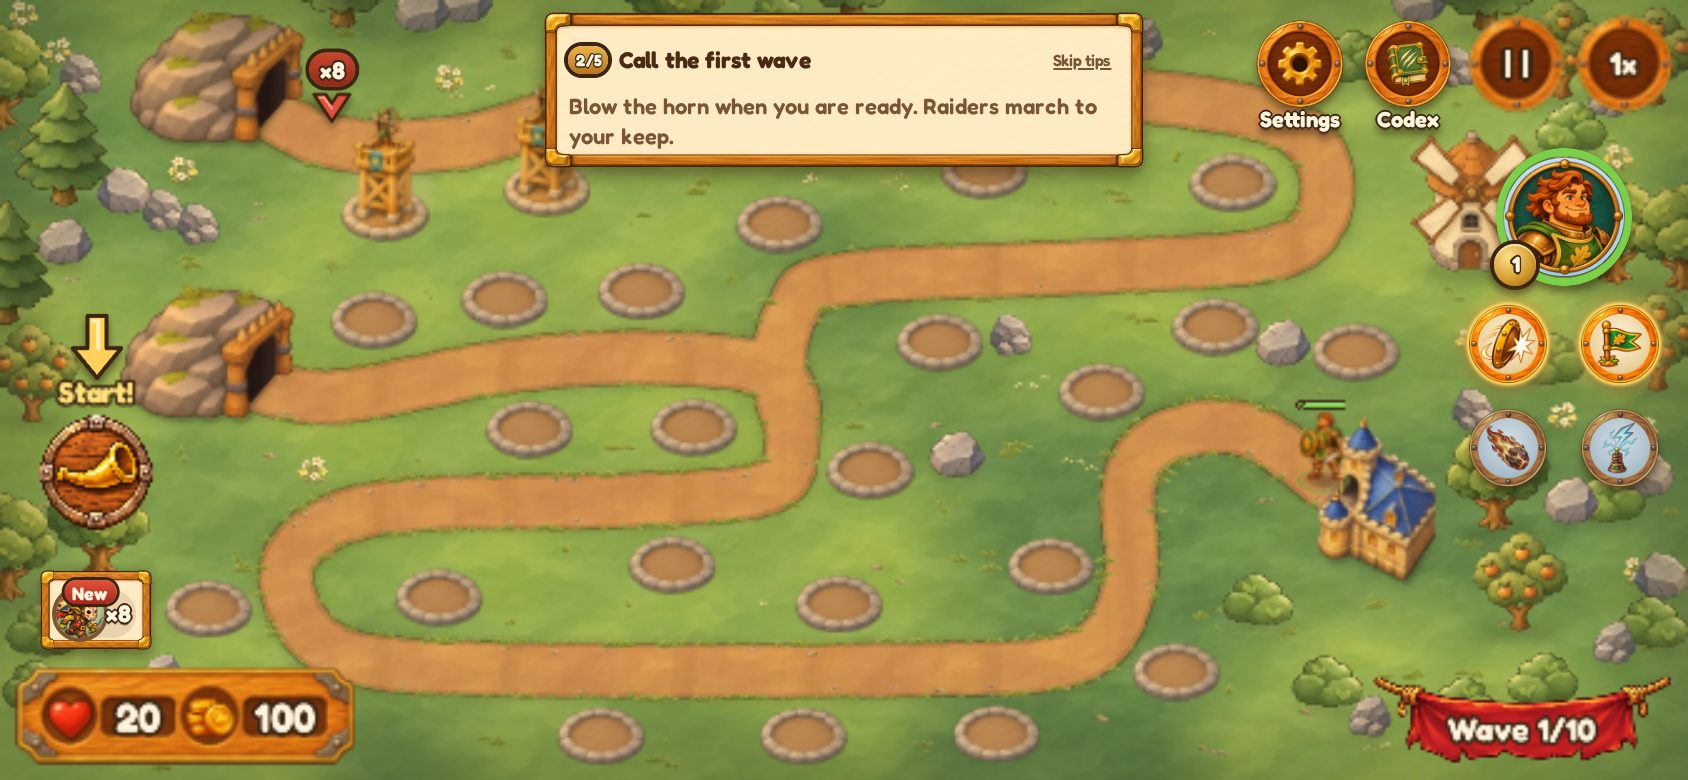 2/5 Call the first wave Skip tips
Blow the horn when you are ready. Raiders march to
your keep.
x8
1x
Settings Codex
1
Start!
New
x8
20 100
Wave 1/10